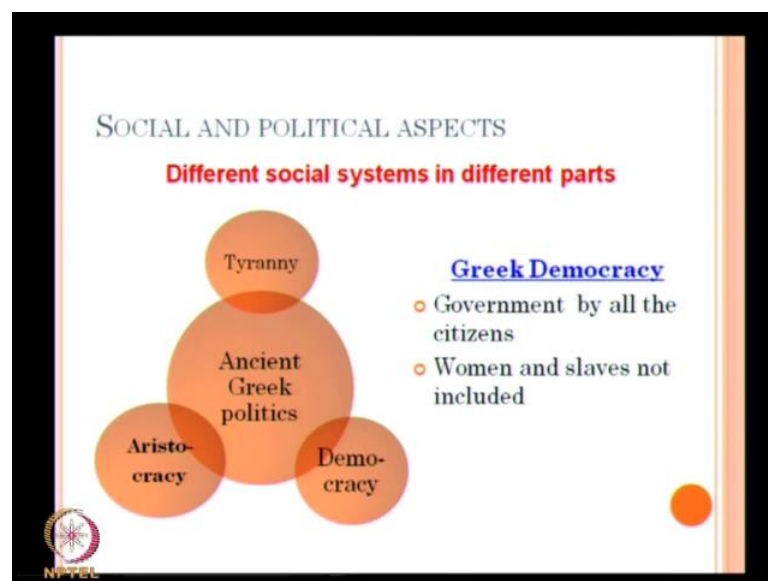 SOCIAL AND POLITICAL ASPECTS
Different social systems in different parts
Tyranny
Ancient
Greek
politics
Aristo-
cracy
Demo-
cracy
Greek Democracy
Government by all the
citizens
Women and slaves not
included
NPTEL